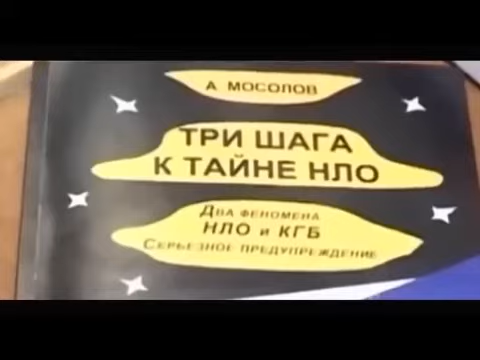 А МОСОЛОВ
ТРИ ШАГА
К ТАЙНЕ НЛО
ДВА ФЕНОМЕНА
НЛО и КГБ
СЕРЬЕЗНОЕ ПРЕДУПРЕЖДЕНИЕ